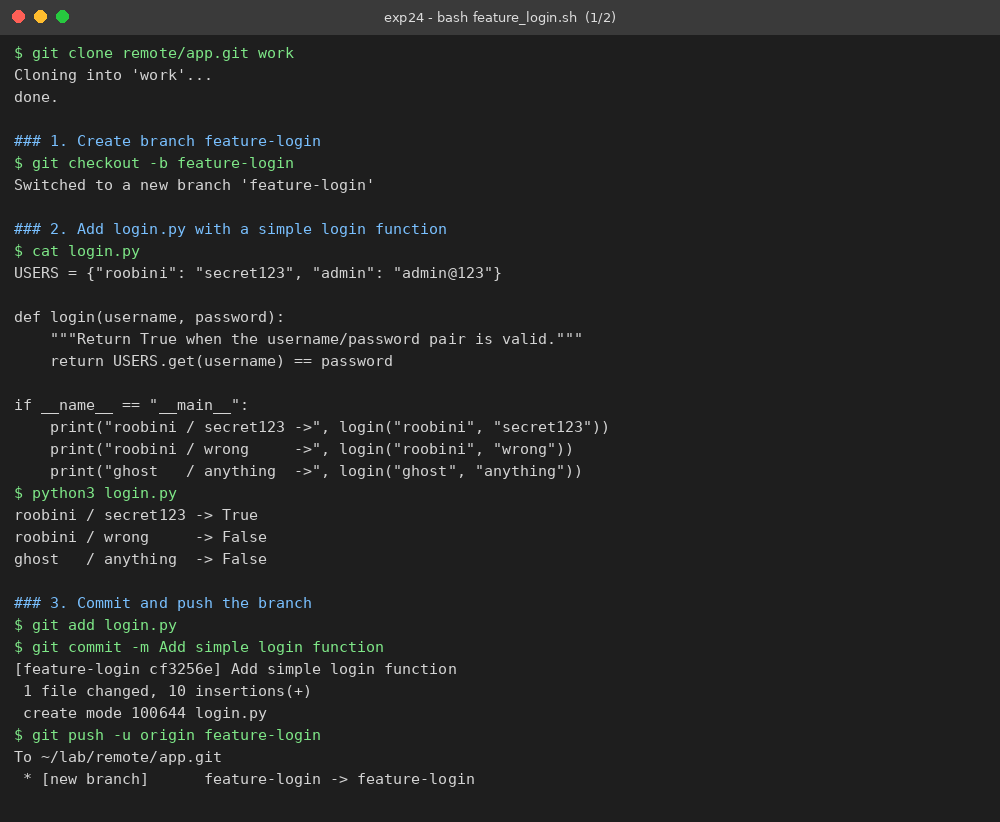 exp24 - bash feature_login.sh (1/2)
$ git clone remote/app.git work
Cloning into 'work'...
done.

### 1. Create branch feature-login
$ git checkout -b feature-login
Switched to a new branch 'feature-login'

### 2. Add login.py with a simple login function
$ cat login.py
USERS = {"roobini": "secret123", "admin": "admin@123"}

def login(username, password):
    """Return True when the username/password pair is valid."""
    return USERS.get(username) == password

if __name__ == "__main__":
    print("roobini / secret123 ->", login("roobini", "secret123"))
    print("roobini / wrong     ->", login("roobini", "wrong"))
    print("ghost   / anything  ->", login("ghost", "anything"))
$ python3 login.py
roobini / secret123 -> True
roobini / wrong     -> False
ghost   / anything  -> False

### 3. Commit and push the branch
$ git add login.py
$ git commit -m Add simple login function
[feature-login cf3256e] Add simple login function
 1 file changed, 10 insertions(+)
 create mode 100644 login.py
$ git push -u origin feature-login
To ~/lab/remote/app.git
 * [new branch]      feature-login -> feature-login